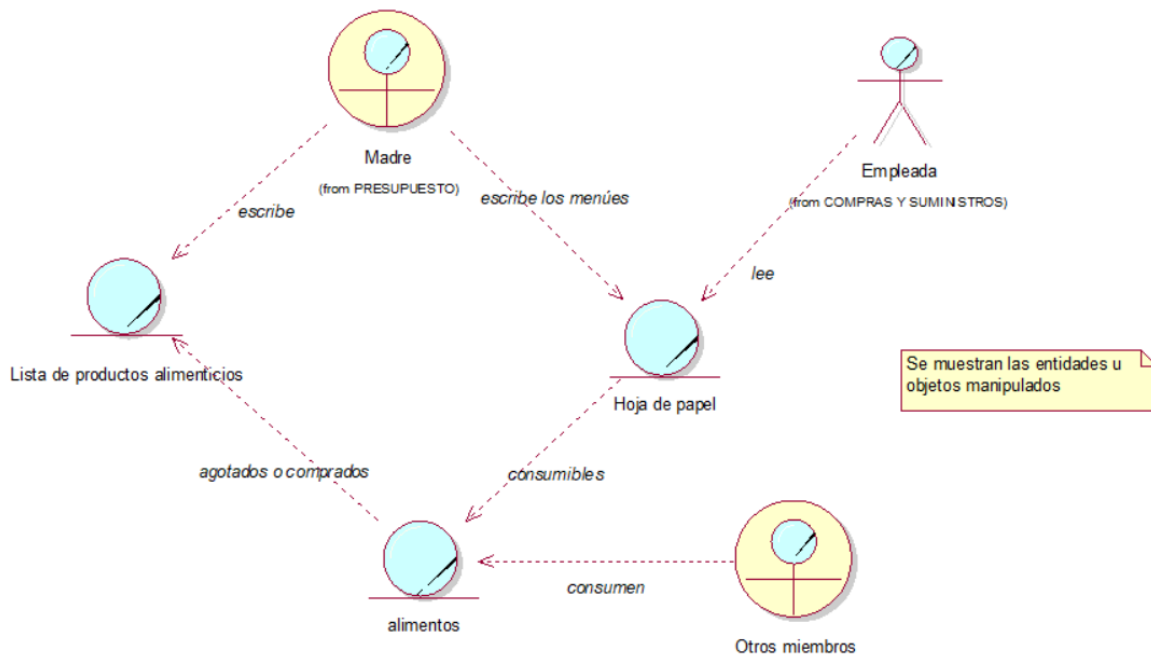 Madre
(from PRESUPUESTO)
Empleada
(from COMPRAS Y SUMINISTROS)
escribe
escribe los menúes
lee
Lista de productos alimenticios
Hoja de papel
Se muestran las entidades u
objetos manipulados
agotados o comprados
consumibles
consumen
alimentos
Otros miembros